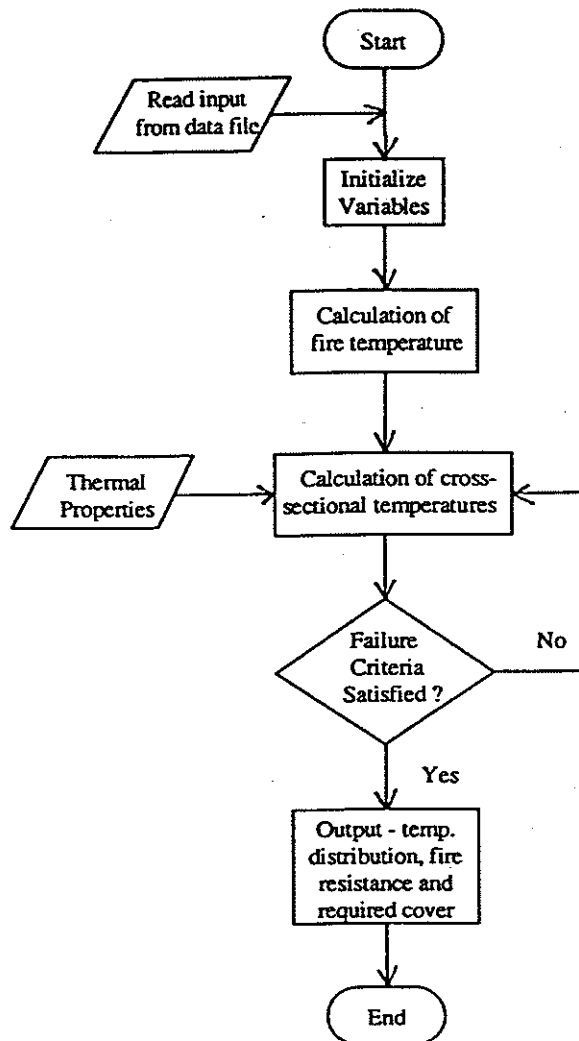 Start
Read input
from data file
Initialize
Variables
Calculation of
fire temperature
Thermal
Properties
Calculation of cross-
sectional temperatures
Failure
Criteria
Satisfied ?
No
Yes
Output - temp.
distribution, fire
resistance and
required cover
End